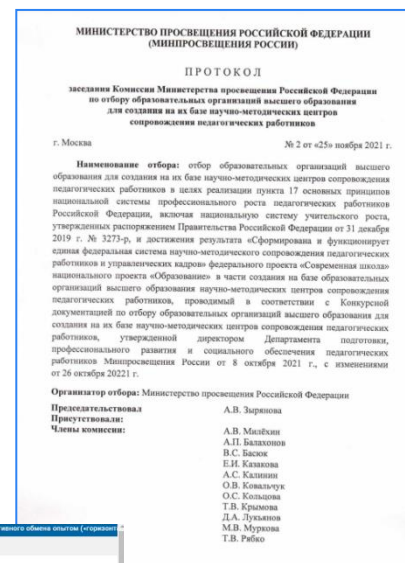 МИНИСТЕРСТВО ПРОСВЕЩЕНИЯ РОССИЙСКОЙ ФЕДЕРАЦИИ
(МИНПРОСВЕЩЕНИЯ РОССИИ)
ПРОТОКОЛ
заседания Комиссии Министерства просвещения Российской Федерации
по отбору образовательных организаций высшего образования
для создания на их базе научно-методических центров
сопровождения педагогических работников
г. Москва № 2 от «25» ноября 2021 г.
Наименование отбора: отбор образовательных организаций высшего
образования для создания на их базе научно-методических центров сопровождения
педагогических работников в целях реализации пункта 17 основных принципов
национальной системы профессионального роста педагогических работников
Российской Федерации, включая национальную систему учительского роста,
утвержденных распоряжением Правительства Российской Федерации от 31 декабря
2019 г. № 3273-р, и достижения результата «Сформирована и функционирует
единая федеральная система научно-методического сопровождения педагогических
работников и управленческих кадров» федерального проекта «Современная школа»
национального проекта «Образование» в части создания на базе образовательных
организаций высшего образования научно-методических центров сопровождения
педагогических работников, проводимый в соответствии с Конкурсной
документацией по отбору образовательных организаций высшего образования для
создания на их базе научно-методических центров сопровождения педагогических
работников, утвержденной директором Департамента подготовки,
профессионального развития и социального обеспечения педагогических
работников Минпросвещения России от 8 октября 2021 г., с изменениями
от 26 октября 20221 г.
Организатор отбора: Министерство просвещения Российской Федерации
Председательствовал А.В. Зырянова
Присутствовали:
Члены комиссии: А.В. Милёхин
А.П. Балахонов
В.С. Басюк
Е.И. Казакова
А.С. Калинин
О.В. Ковальчук
О.С. Кольцова
Т.В. Крымова
Д.А. Лукьянов
М.В. Муркова
Т.В. Рябко
тивного обмена опытом («горизонт